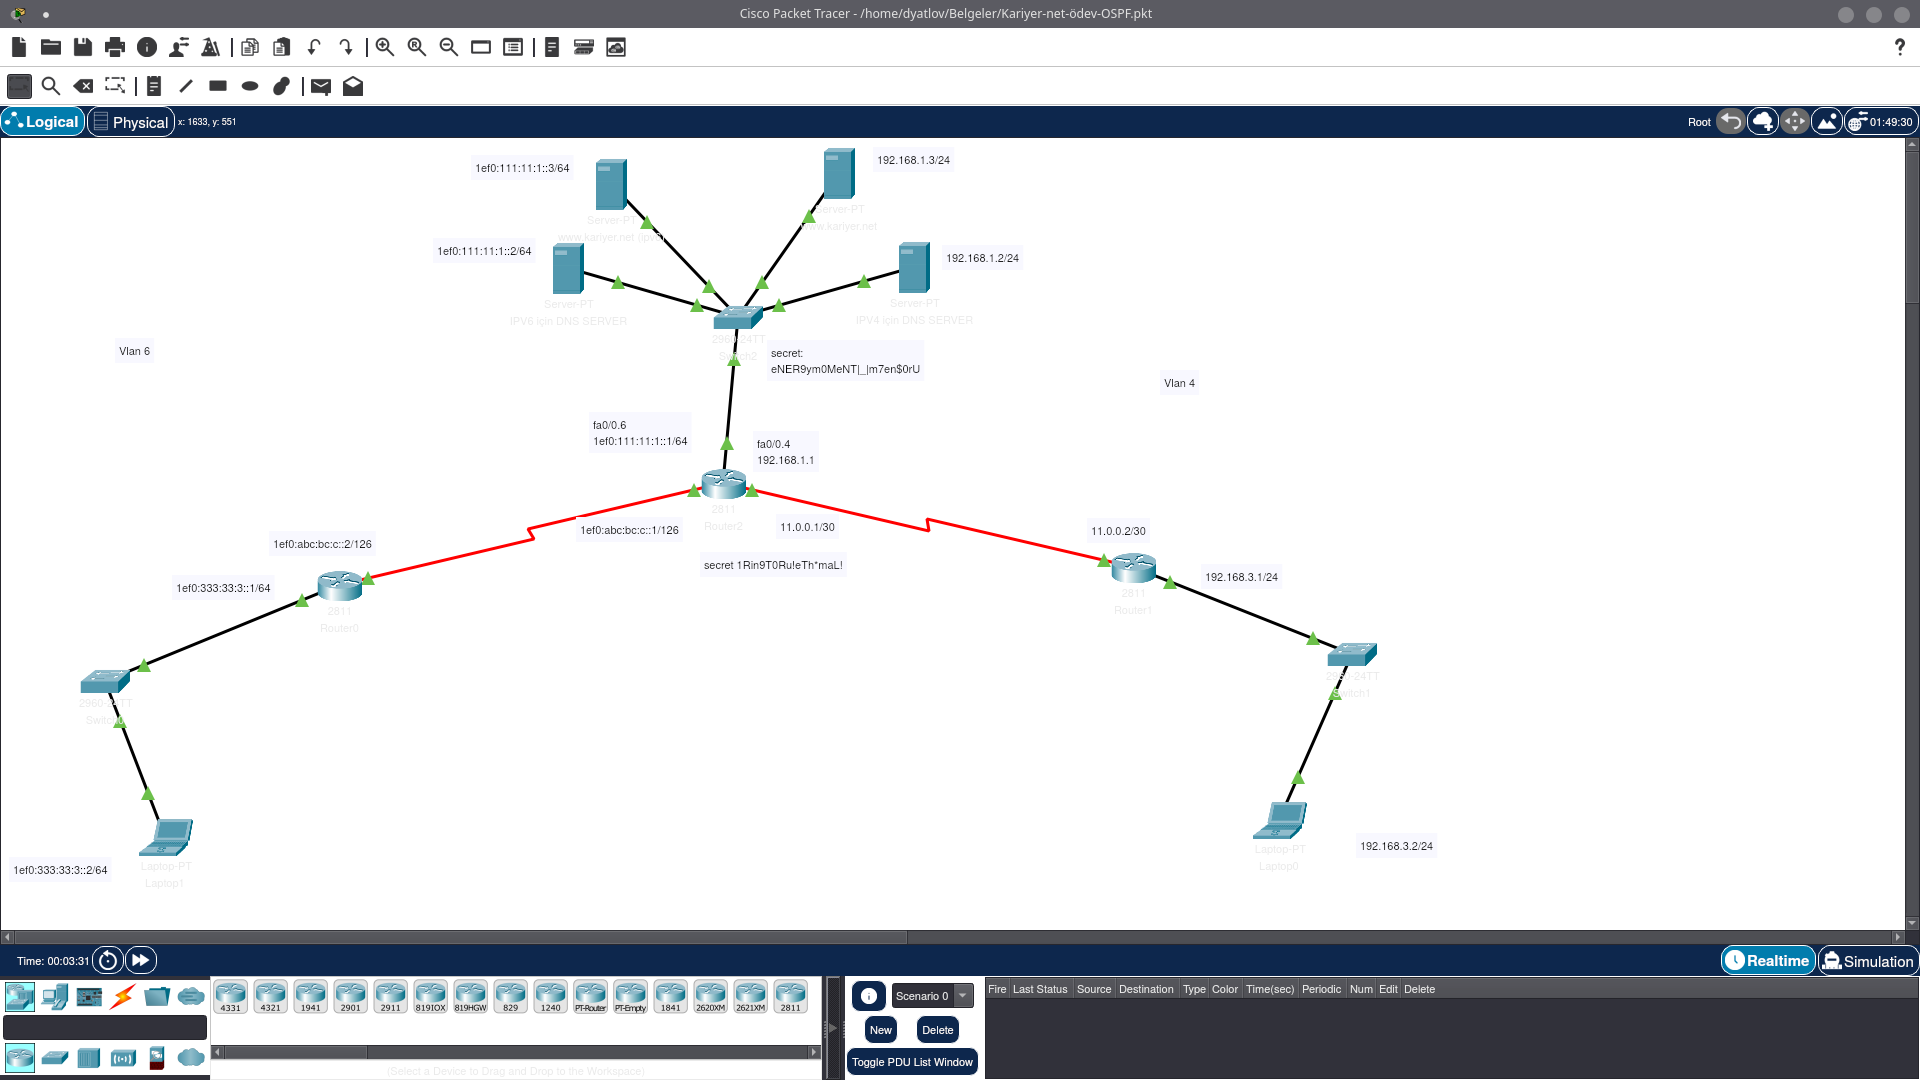 Cisco Packet Tracer - /home/dyatlov/Belgeler/Kariyer-net-ödev-OSPF.pkt
?
Logical
Physical
x: 1633, y: 551
Root
01:49:30
1ef0:111:11:1::3/64
192.168.1.3/24
Server-PT
www.kariyer.net (ipv6)
Server-PT
www.kariyer.net
1ef0:111:11:1::2/64
192.168.1.2/24
Server-PT
IPV6 için DNS SERVER
Server-PT
IPV4 için DNS SERVER
2960-24TT
Switch2
Vlan 6
secret:
eNER9ym0MeNT|_|m7en$0rU
Vlan 4
fa0/0.6
1ef0:111:11:1::1/64
fa0/0.4
192.168.1.1
2811
Router2
1ef0:abc:bc:c::1/126
11.0.0.1/30
1ef0:abc:bc:c::2/126
11.0.0.2/30
secret 1Rin9T0Ru!eTh*maL!
1ef0:333:33:3::1/64
192.168.3.1/24
2811
Router0
2811
Router1
2960-24TT
Switch0
2960-24TT
Switch1
Laptop-PT
Laptop1
1ef0:333:33:3::2/64
Laptop-PT
Laptop0
192.168.3.2/24
Time: 00:03:31
Realtime
Simulation
4331
4321
1941
2901
2911
819IOX
819HGW
829
1240
PT-Router
PT-Empty
1841
2620XM
2621XM
2811
(Select a Device to Drag and Drop to the Workspace)
Scenario 0
New
Delete
Toggle PDU List Window
Fire Last Status Source Destination Type Color Time(sec) Periodic Num Edit Delete